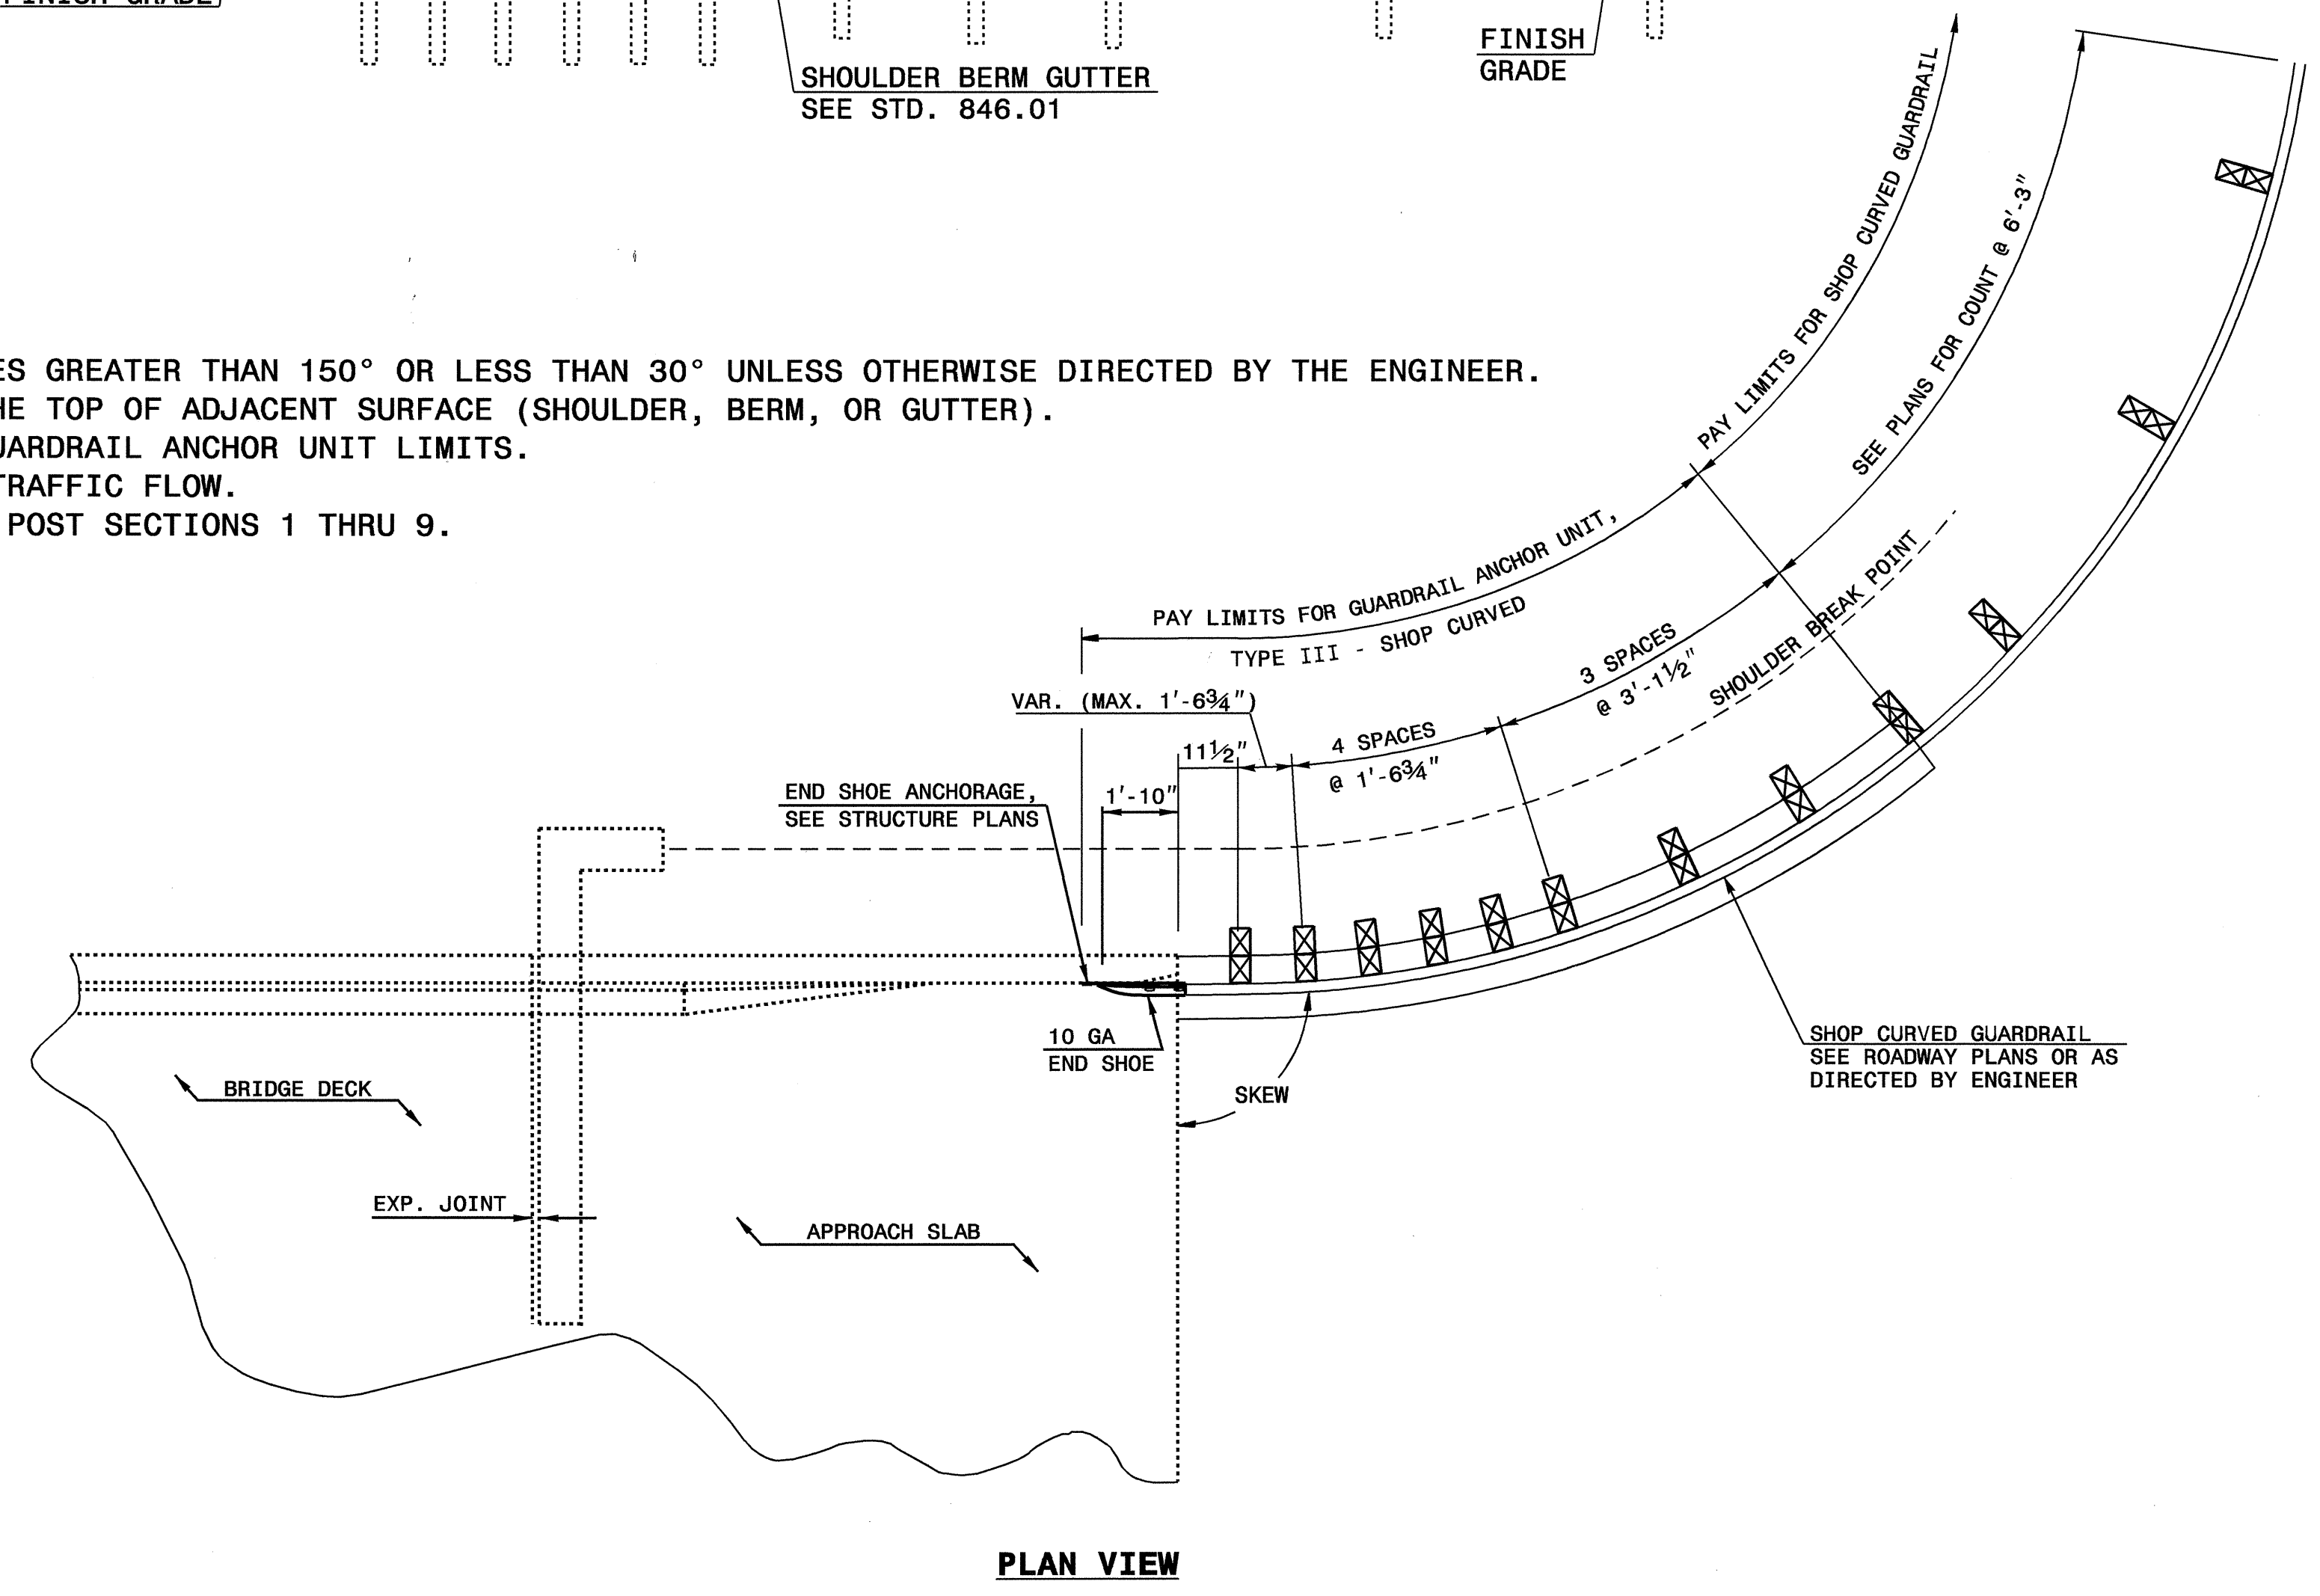 FINISH GRADE
SHOULDER BERM GUTTER
SEE STD. 846.01
FINISH
GRADE
ES GREATER THAN 150° OR LESS THAN 30° UNLESS OTHERWISE DIRECTED BY THE ENGINEER.
HE TOP OF ADJACENT SURFACE (SHOULDER, BERM, OR GUTTER).
UARDRAIL ANCHOR UNIT LIMITS.
TRAFFIC FLOW.
POST SECTIONS 1 THRU 9.
PAY LIMITS FOR SHOP CURVED GUARDRAIL
SEE PLANS FOR COUNT @ 6'-3"
PAY LIMITS FOR GUARDRAIL ANCHOR UNIT,
TYPE III - SHOP CURVED
3 SPACES
@ 3'-1½"
SHOULDER BREAK POINT
VAR. (MAX. 1'-6¾")
11½"
4 SPACES
@ 1'-6¾"
1'-10"
END SHOE ANCHORAGE,
SEE STRUCTURE PLANS
10 GA
END SHOE
SKEW
SHOP CURVED GUARDRAIL
SEE ROADWAY PLANS OR AS
DIRECTED BY ENGINEER
BRIDGE DECK
EXP. JOINT
APPROACH SLAB
PLAN VIEW